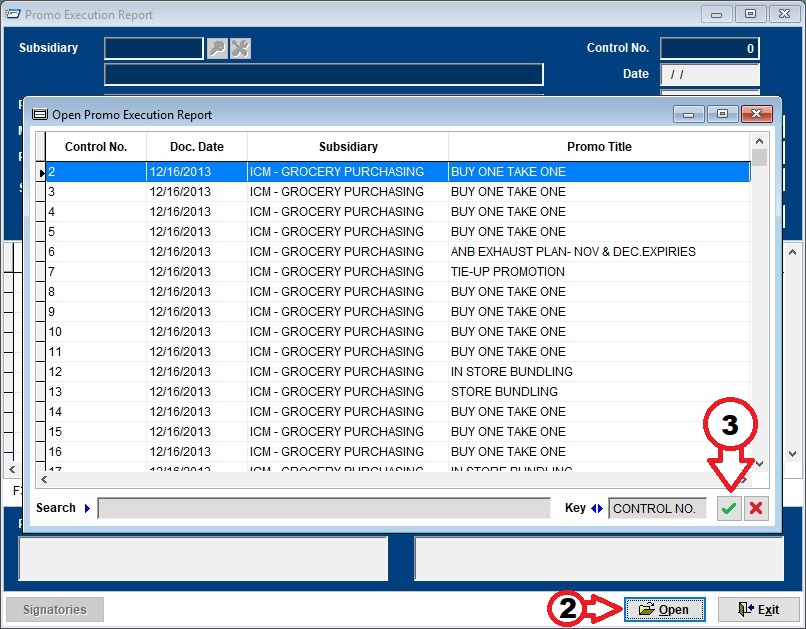 Promo Execution Report
Subsidiary
Control No. 0
Date / /
Open Promo Execution Report
Control No. Doc. Date Subsidiary Promo Title
2 12/16/2013 ICM - GROCERY PURCHASING BUY ONE TAKE ONE
3 12/16/2013 ICM - GROCERY PURCHASING BUY ONE TAKE ONE
4 12/16/2013 ICM - GROCERY PURCHASING BUY ONE TAKE ONE
5 12/16/2013 ICM - GROCERY PURCHASING BUY ONE TAKE ONE
6 12/16/2013 ICM - GROCERY PURCHASING ANB EXHAUST PLAN- NOV & DEC.EXPIRIES
7 12/16/2013 ICM - GROCERY PURCHASING TIE-UP PROMOTION
8 12/16/2013 ICM - GROCERY PURCHASING BUY ONE TAKE ONE
9 12/16/2013 ICM - GROCERY PURCHASING BUY ONE TAKE ONE
10 12/16/2013 ICM - GROCERY PURCHASING BUY ONE TAKE ONE
11 12/16/2013 ICM - GROCERY PURCHASING BUY ONE TAKE ONE
12 12/16/2013 ICM - GROCERY PURCHASING IN STORE BUNDLING
13 12/16/2013 ICM - GROCERY PURCHASING STORE BUNDLING
14 12/16/2013 ICM - GROCERY PURCHASING BUY ONE TAKE ONE
15 12/16/2013 ICM - GROCERY PURCHASING BUY ONE TAKE ONE
16 12/16/2013 ICM - GROCERY PURCHASING BUY ONE TAKE ONE
17 12/16/2013 ICM - GROCERY PURCHASING IN STORE BUNDLING
3
Search Key CONTROL NO.
Signatories 2 Open Exit